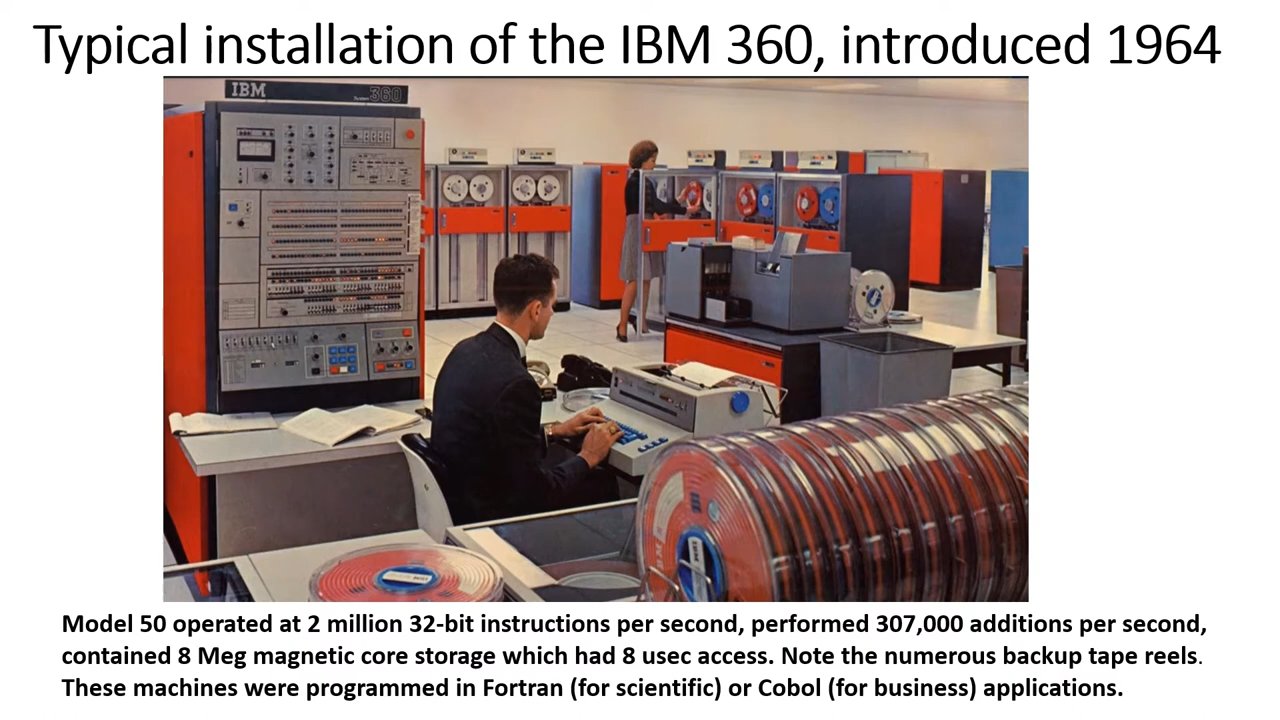 Typical installation of the IBM 360, introduced 1964
IBM
System 360
Model 50 operated at 2 million 32-bit instructions per second, performed 307,000 additions per second,
contained 8 Meg magnetic core storage which had 8 usec access. Note the numerous backup tape reels.
These machines were programmed in Fortran (for scientific) or Cobol (for business) applications.